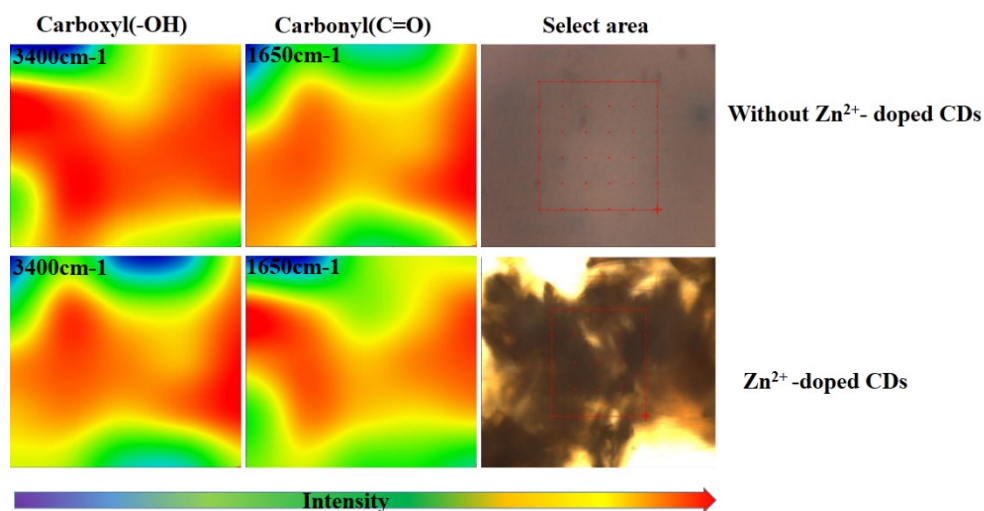 Carboxyl(-OH) Carbonyl(C=O) Select area
3400cm-1 1650cm-1
Without Zn²⁺- doped CDs
3400cm-1 1650cm-1
Zn²⁺ -doped CDs
Intensity